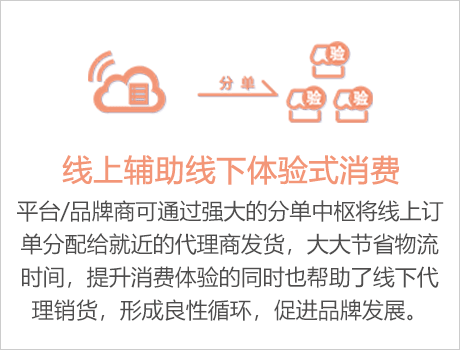 验
分单
验 验
线上辅助线下体验式消费
平台/品牌商可通过强大的分单中枢将线上订
单分配给就近的代理商发货，大大节省物流
时间，提升消费体验的同时也帮助了线下代
理销货，形成良性循环，促进品牌发展。